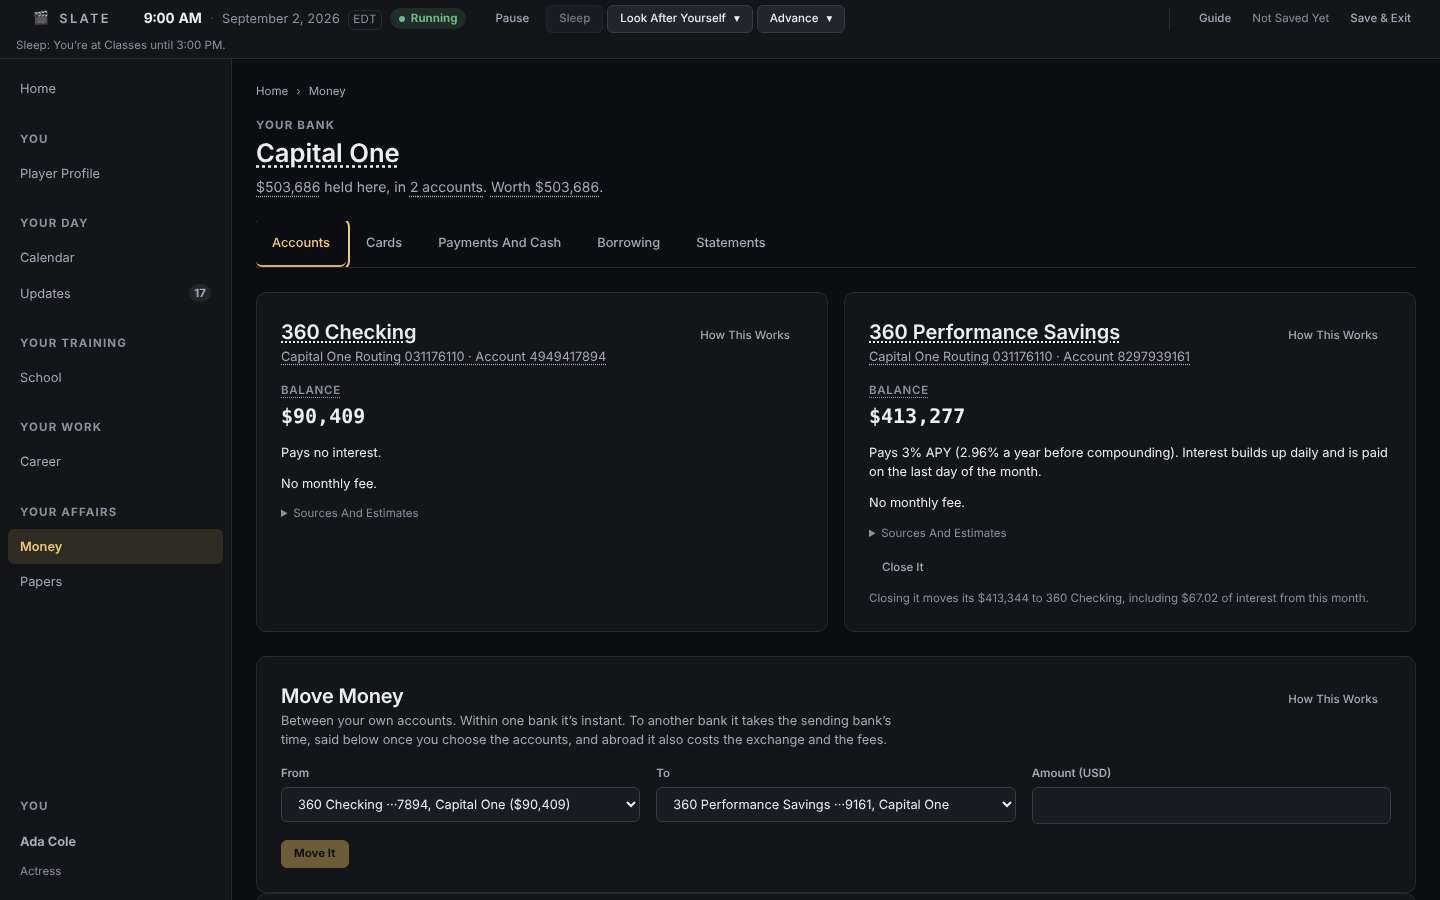 SLATE
9:00 AM · September 2, 2026 EDT
Running
Pause
Sleep
Look After Yourself ▾
Advance ▾
Guide
Not Saved Yet
Save & Exit
Sleep: You’re at Classes until 3:00 PM.
Home
YOU
Player Profile
YOUR DAY
Calendar
Updates 17
YOUR TRAINING
School
YOUR WORK
Career
YOUR AFFAIRS
Money
Papers
YOU
Ada Cole
Actress
Home › Money
YOUR BANK
Capital One
$503,686 held here, in 2 accounts. Worth $503,686.
Accounts
Cards
Payments And Cash
Borrowing
Statements
360 Checking
How This Works
Capital One Routing 031176110 · Account 4949417894
BALANCE
$90,409
Pays no interest.
No monthly fee.
▶ Sources And Estimates
360 Performance Savings
How This Works
Capital One Routing 031176110 · Account 8297939161
BALANCE
$413,277
Pays 3% APY (2.96% a year before compounding). Interest builds up daily and is paid
on the last day of the month.
No monthly fee.
▶ Sources And Estimates
Close It
Closing it moves its $413,344 to 360 Checking, including $67.02 of interest from this month.
Move Money
How This Works
Between your own accounts. Within one bank it’s instant. To another bank it takes the sending bank’s
time, said below once you choose the accounts, and abroad it also costs the exchange and the fees.
From
360 Checking ···7894, Capital One ($90,409)
To
360 Performance Savings ···9161, Capital One
Amount (USD)
Move It